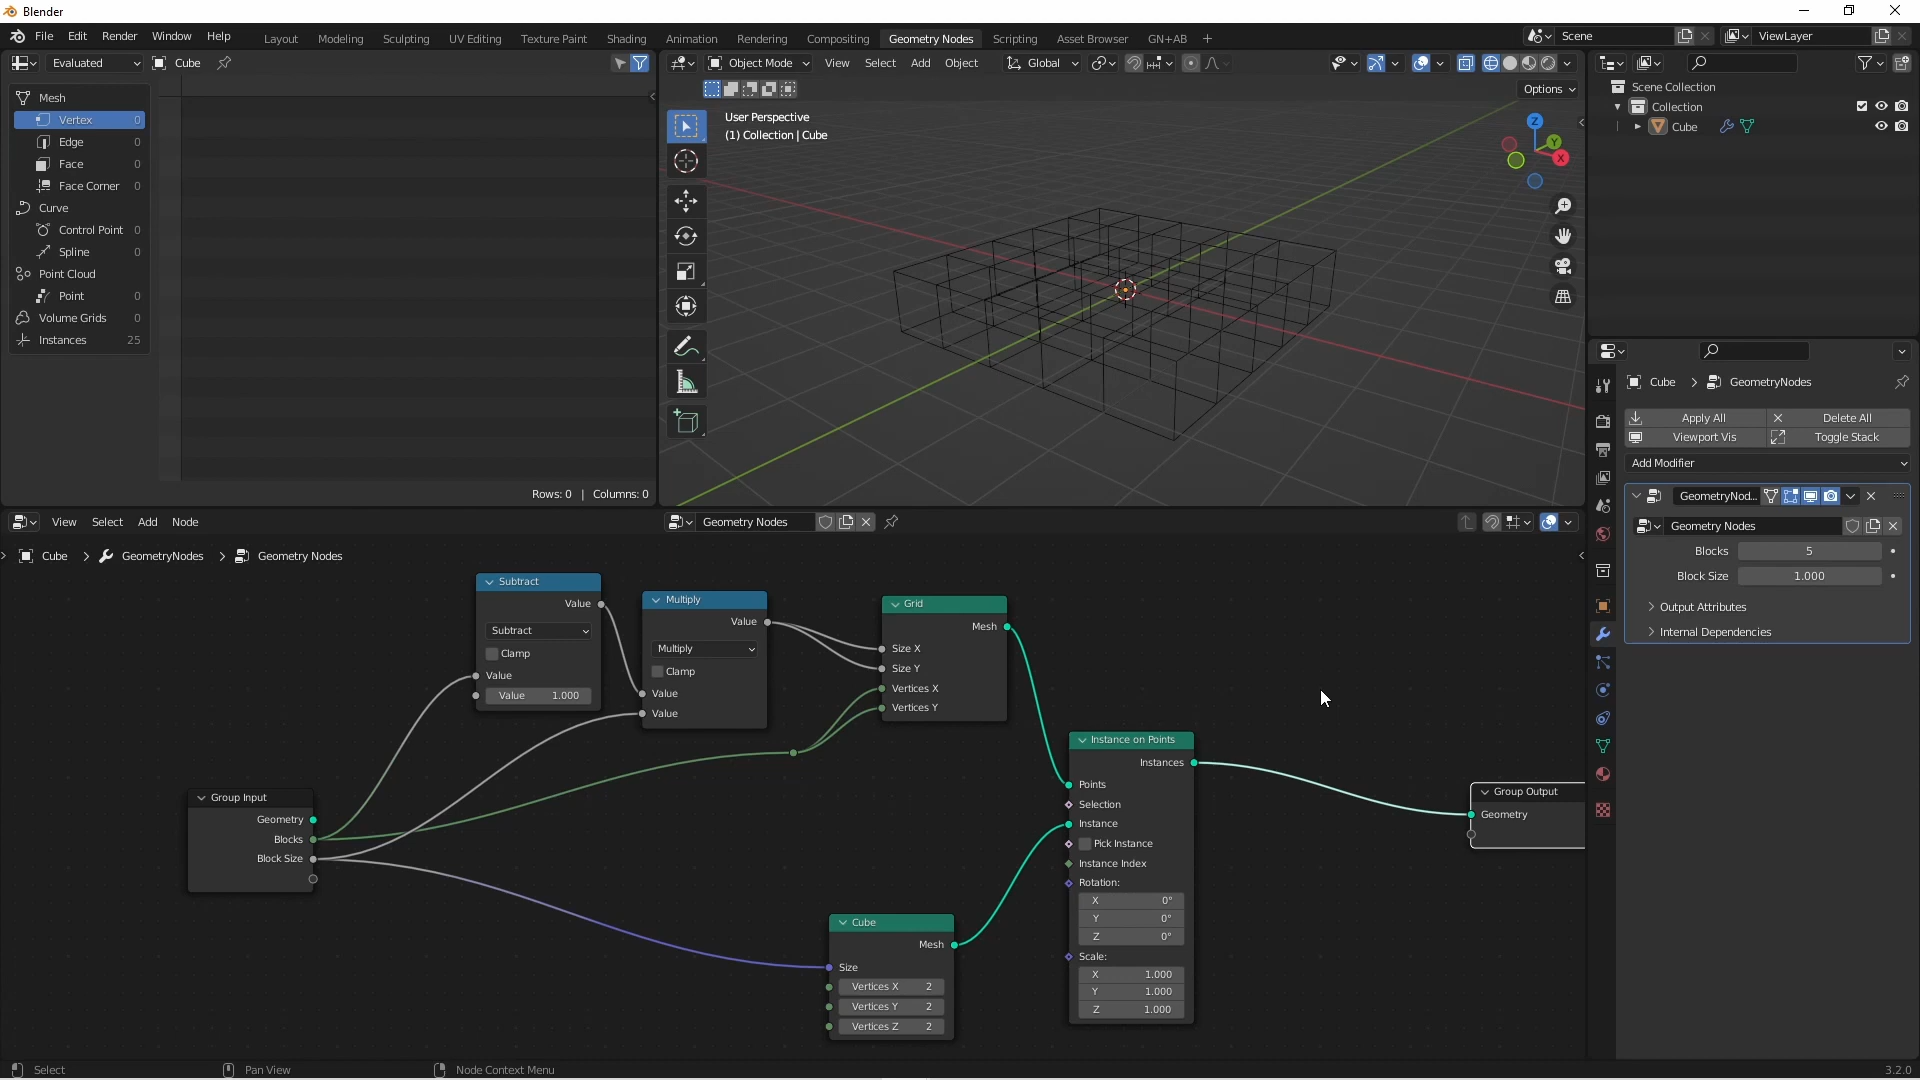 Blender
File Edit Render Window Help
Layout Modeling Sculpting UV Editing Texture Paint Shading Animation Rendering Compositing Geometry Nodes Scripting Asset Browser GN+AB +
Scene
ViewLayer
Evaluated
Cube
Object Mode
View Select Add Object
Global
Options
Mesh
Vertex 0
Edge 0
Face 0
Face Corner 0
Curve
Control Point 0
Spline 0
Point Cloud
Point 0
Volume Grids 0
Instances 25
Rows: 0 | Columns: 0
User Perspective
(1) Collection | Cube
Z
Y
X
Scene Collection
Collection
Cube
Cube > GeometryNodes
Apply All
Delete All
Viewport Vis
Toggle Stack
Add Modifier
GeometryNod...
Geometry Nodes
Blocks 5
Block Size 1.000
Output Attributes
Internal Dependencies
View Select Add Node
Geometry Nodes
Cube > GeometryNodes > Geometry Nodes
Subtract
Value
Subtract
Clamp
Value
Value 1.000
Multiply
Value
Multiply
Clamp
Value
Value
Grid
Mesh
Size X
Size Y
Vertices X
Vertices Y
Group Input
Geometry
Blocks
Block Size
Cube
Mesh
Size
Vertices X 2
Vertices Y 2
Vertices Z 2
Instance on Points
Instances
Points
Selection
Instance
Pick Instance
Instance Index
Rotation:
X 0°
Y 0°
Z 0°
Scale:
X 1.000
Y 1.000
Z 1.000
Group Output
Geometry
Select
Pan View
Node Context Menu
3.2.0